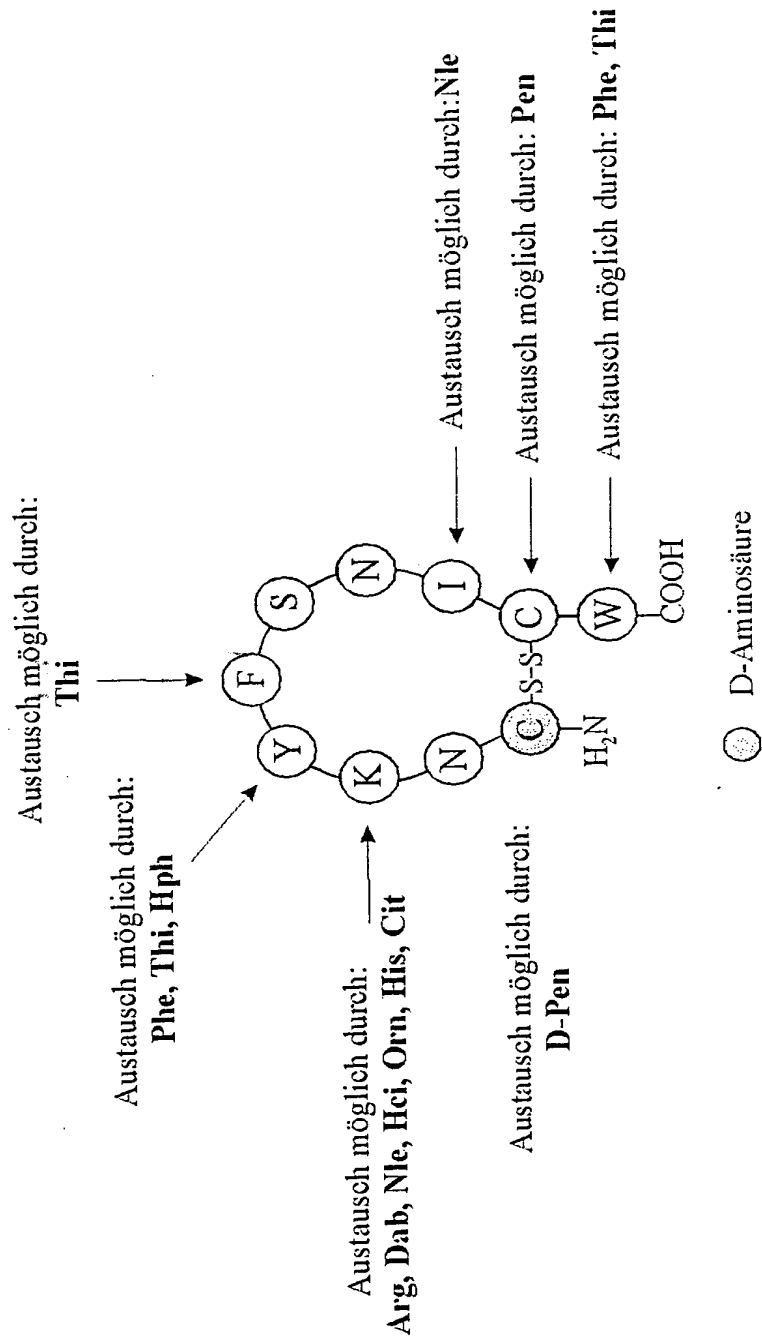 Austausch möglich durch:
Thi
Austausch möglich durch:
Phe, Thi, Hph
Austausch möglich durch:
Arg, Dab, Nle, Hci, Orn, His, Cit
Austausch möglich durch:
D-Pen
F
Y
S
K
N
N
I
C
-S-S-
C
H₂N
W
COOH
Austausch möglich durch:Nle
Austausch möglich durch: Pen
Austausch möglich durch: Phe, Thi
D-Aminosäure